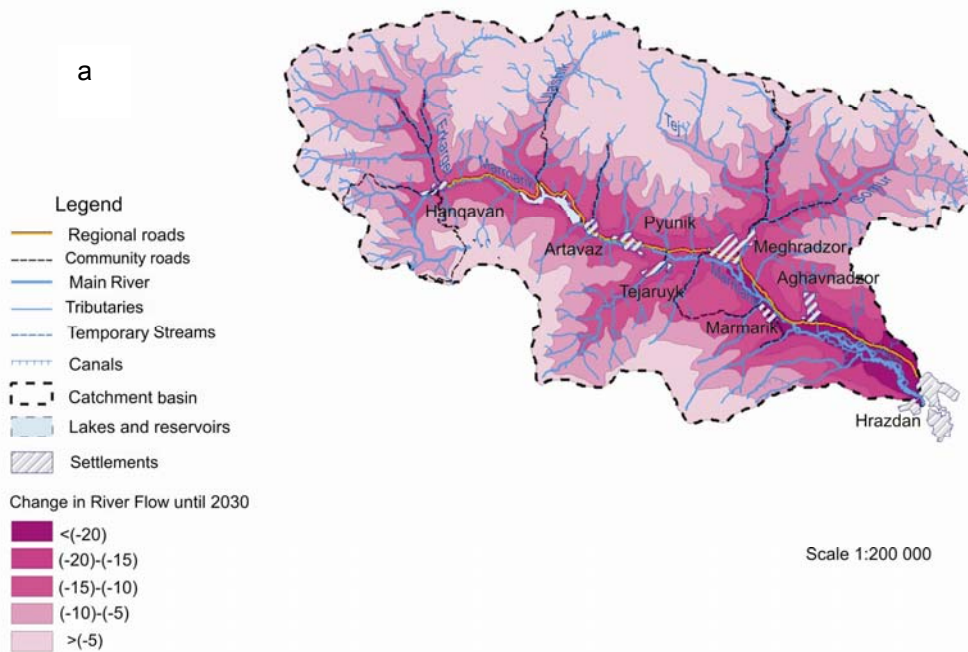 a
Legend
Regional roads
Community roads
Main River
Tributaries
Temporary Streams
Canals
Catchment basin
Lakes and reservoirs
Settlements
Change in River Flow until 2030
<(-20)
(-20)-(-15)
(-15)-(-10)
(-10)-(-5)
>(-5)
Tej
Hanqavan
Artavaz
Pyunik
Meghradzor
Tejaruyk
Aghavnadzor
Marmarik
Hrazdan
Scale 1:200 000